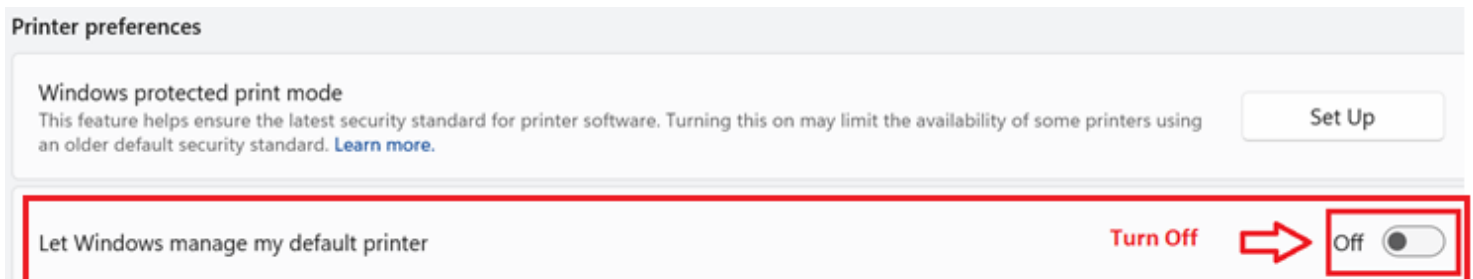 Printer preferences
Windows protected print mode
This feature helps ensure the latest security standard for printer software. Turning this on may limit the availability of some printers using
an older default security standard. Learn more.
Set Up
Let Windows manage my default printer
Turn Off
Off